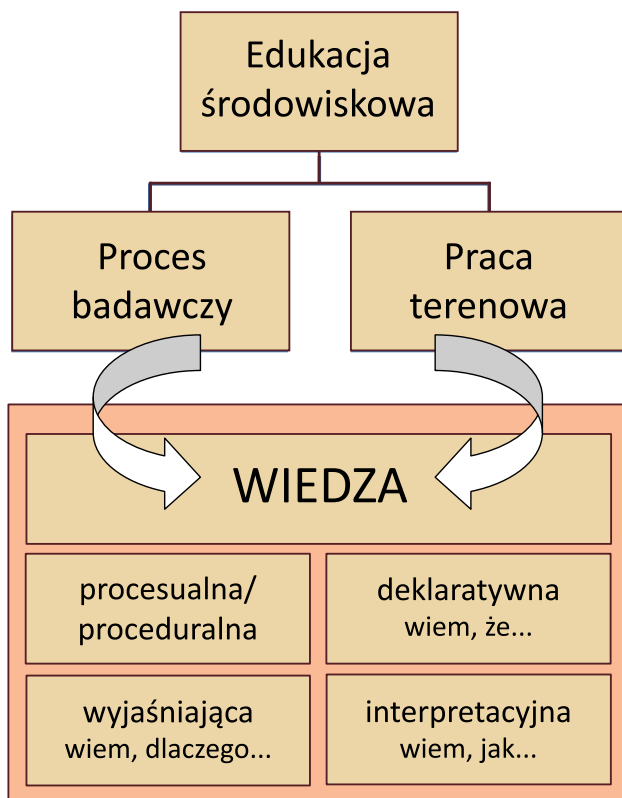 Edukacja
środowiskowa
Proces
badawczy
Praca
terenowa
WIEDZA
procesualna/
proceduralna
deklaratywna
wiem, że...
wyjaśniająca
wiem, dlaczego...
interpretacyjna
wiem, jak...